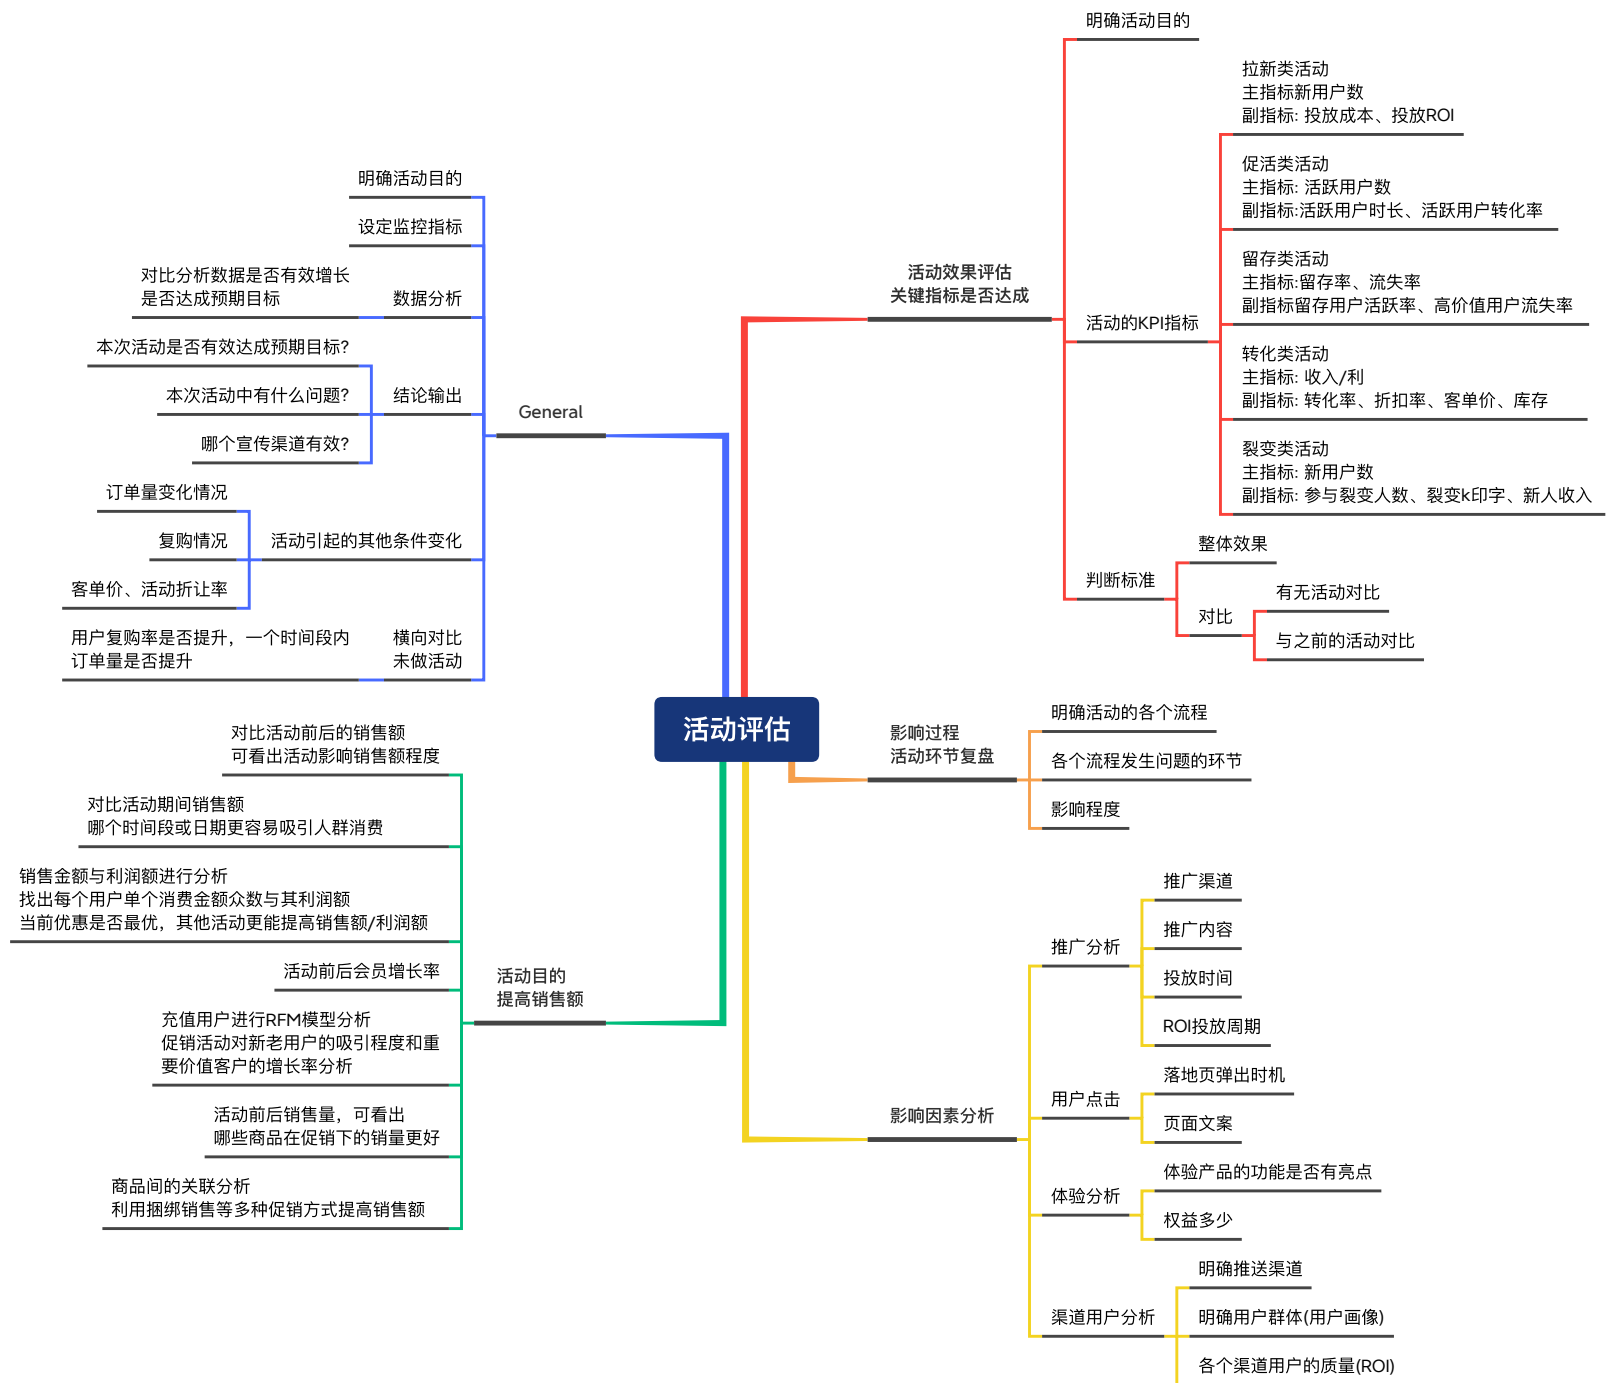 活动评估
活动效果评估
关键指标是否达成
明确活动目的
活动的KPI指标
拉新类活动
主指标新用户数
副指标: 投放成本、投放ROI
促活类活动
主指标: 活跃用户数
副指标:活跃用户时长、活跃用户转化率
留存类活动
主指标:留存率、流失率
副指标留存用户活跃率、高价值用户流失率
转化类活动
主指标: 收入/利
副指标: 转化率、折扣率、客单价、库存
裂变类活动
主指标: 新用户数
副指标: 参与裂变人数、裂变k印字、新人收入
判断标准
整体效果
对比
有无活动对比
与之前的活动对比
影响过程
活动环节复盘
明确活动的各个流程
各个流程发生问题的环节
影响程度
影响因素分析
推广分析
推广渠道
推广内容
投放时间
ROI投放周期
用户点击
落地页弹出时机
页面文案
体验分析
体验产品的功能是否有亮点
权益多少
渠道用户分析
明确推送渠道
明确用户群体(用户画像)
各个渠道用户的质量(ROI)
General
明确活动目的
设定监控指标
数据分析
对比分析数据是否有效增长
是否达成预期目标
结论输出
本次活动是否有效达成预期目标?
本次活动中有什么问题?
哪个宣传渠道有效?
活动引起的其他条件变化
订单量变化情况
复购情况
客单价、活动折让率
横向对比
未做活动
用户复购率是否提升，一个时间段内
订单量是否提升
活动目的
提高销售额
对比活动前后的销售额
可看出活动影响销售额程度
对比活动期间销售额
哪个时间段或日期更容易吸引人群消费
销售金额与利润额进行分析
找出每个用户单个消费金额众数与其利润额
当前优惠是否最优，其他活动更能提高销售额/利润额
活动前后会员增长率
充值用户进行RFM模型分析
促销活动对新老用户的吸引程度和重
要价值客户的增长率分析
活动前后销售量，可看出
哪些商品在促销下的销量更好
商品间的关联分析
利用捆绑销售等多种促销方式提高销售额